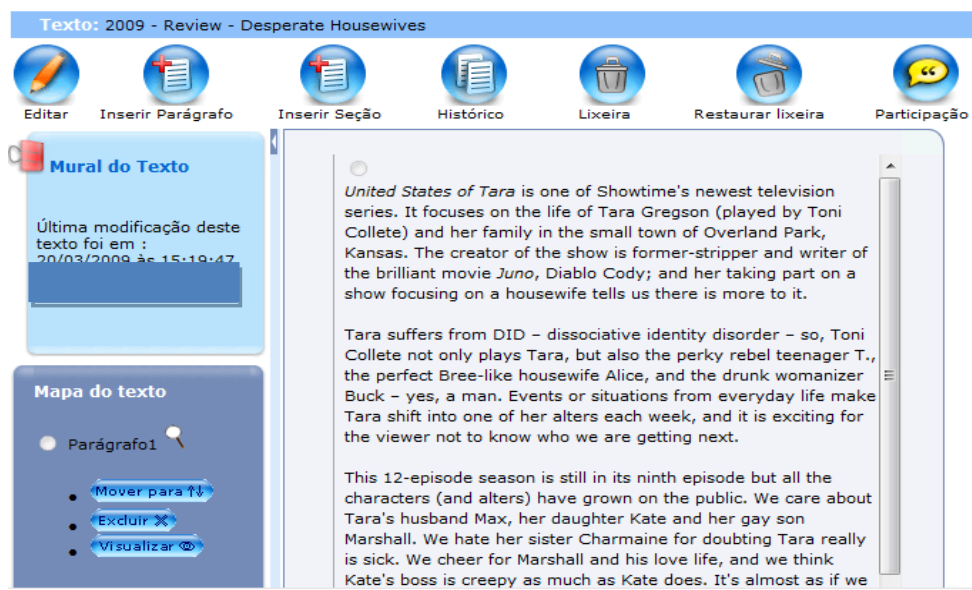 Texto: 2009 - Review - Desperate Housewives
Editar
Inserir Parágrafo
Inserir Seção
Histórico
Lixeira
Restaurar lixeira
Participação
Mural do Texto
Última modificação deste
texto foi em :
20/03/2009 às 15:19:47
Mapa do texto
Parágrafo1
Mover para
Excluir
Visualizar
United States of Tara is one of Showtime's newest television
series. It focuses on the life of Tara Gregson (played by Toni
Collete) and her family in the small town of Overland Park,
Kansas. The creator of the show is former-stripper and writer of
the brilliant movie Juno, Diablo Cody; and her taking part on a
show focusing on a housewife tells us there is more to it.
Tara suffers from DID – dissociative identity disorder – so, Toni
Collete not only plays Tara, but also the perky rebel teenager T.,
the perfect Bree-like housewife Alice, and the drunk womanizer
Buck – yes, a man. Events or situations from everyday life make
Tara shift into one of her alters each week, and it is exciting for
the viewer not to know who we are getting next.
This 12-episode season is still in its ninth episode but all the
characters (and alters) have grown on the public. We care about
Tara's husband Max, her daughter Kate and her gay son
Marshall. We hate her sister Charmaine for doubting Tara really
is sick. We cheer for Marshall and his love life, and we think
Kate's boss is creepy as much as Kate does. It's almost as if we